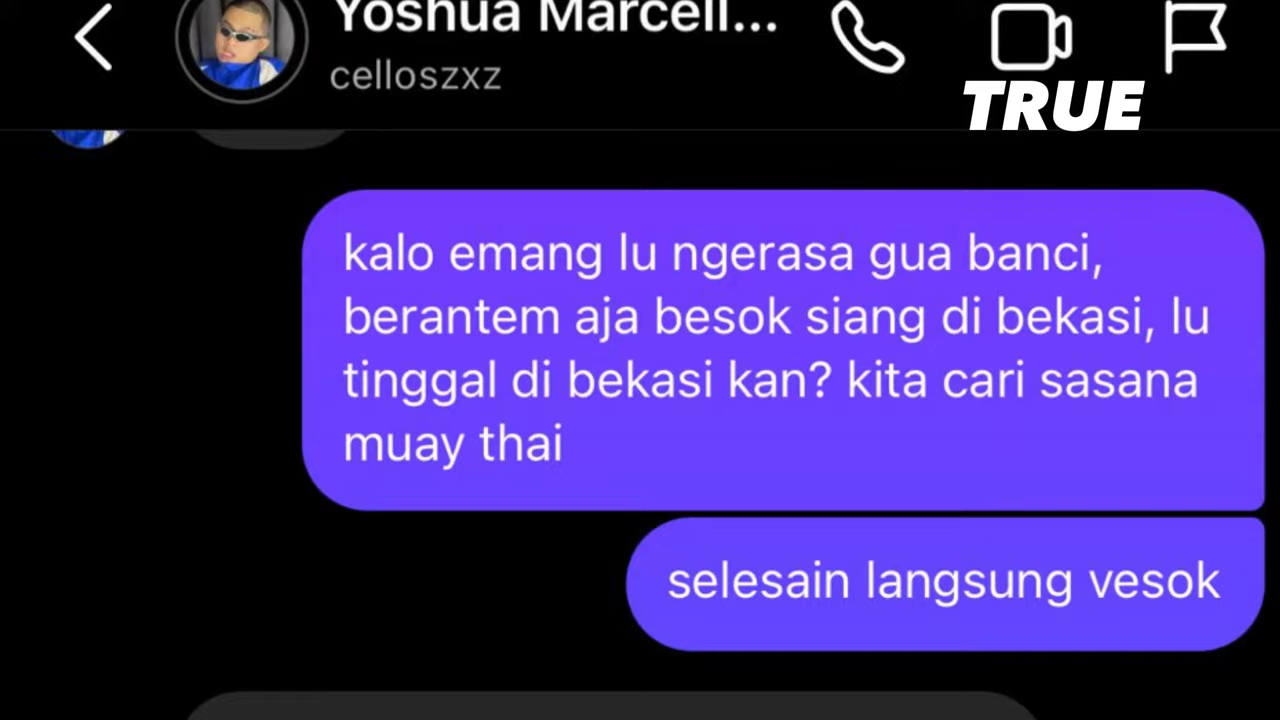 Yoshua Marcell...
celloszxz
TRUE
kalo emang lu ngerasa gua banci,
berantem aja besok siang di bekasi, lu
tinggal di bekasi kan? kita cari sasana
muay thai
selesain langsung vesok